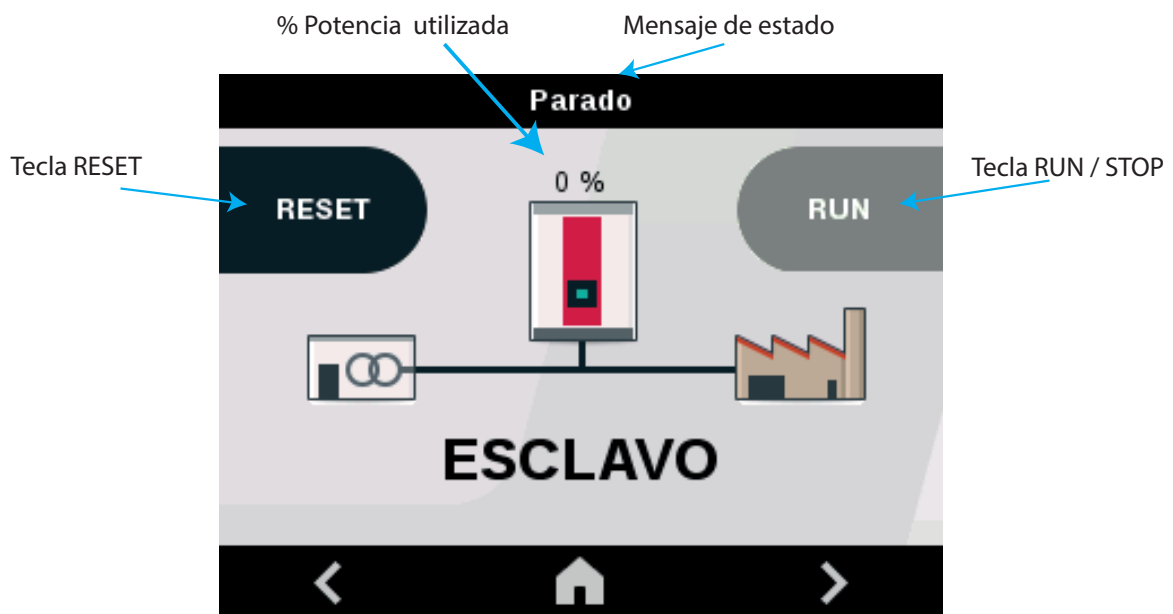 % Potencia utilizada
Mensaje de estado
Parado
Tecla RESET
0 %
Tecla RUN / STOP
RESET
RUN
ESCLAVO